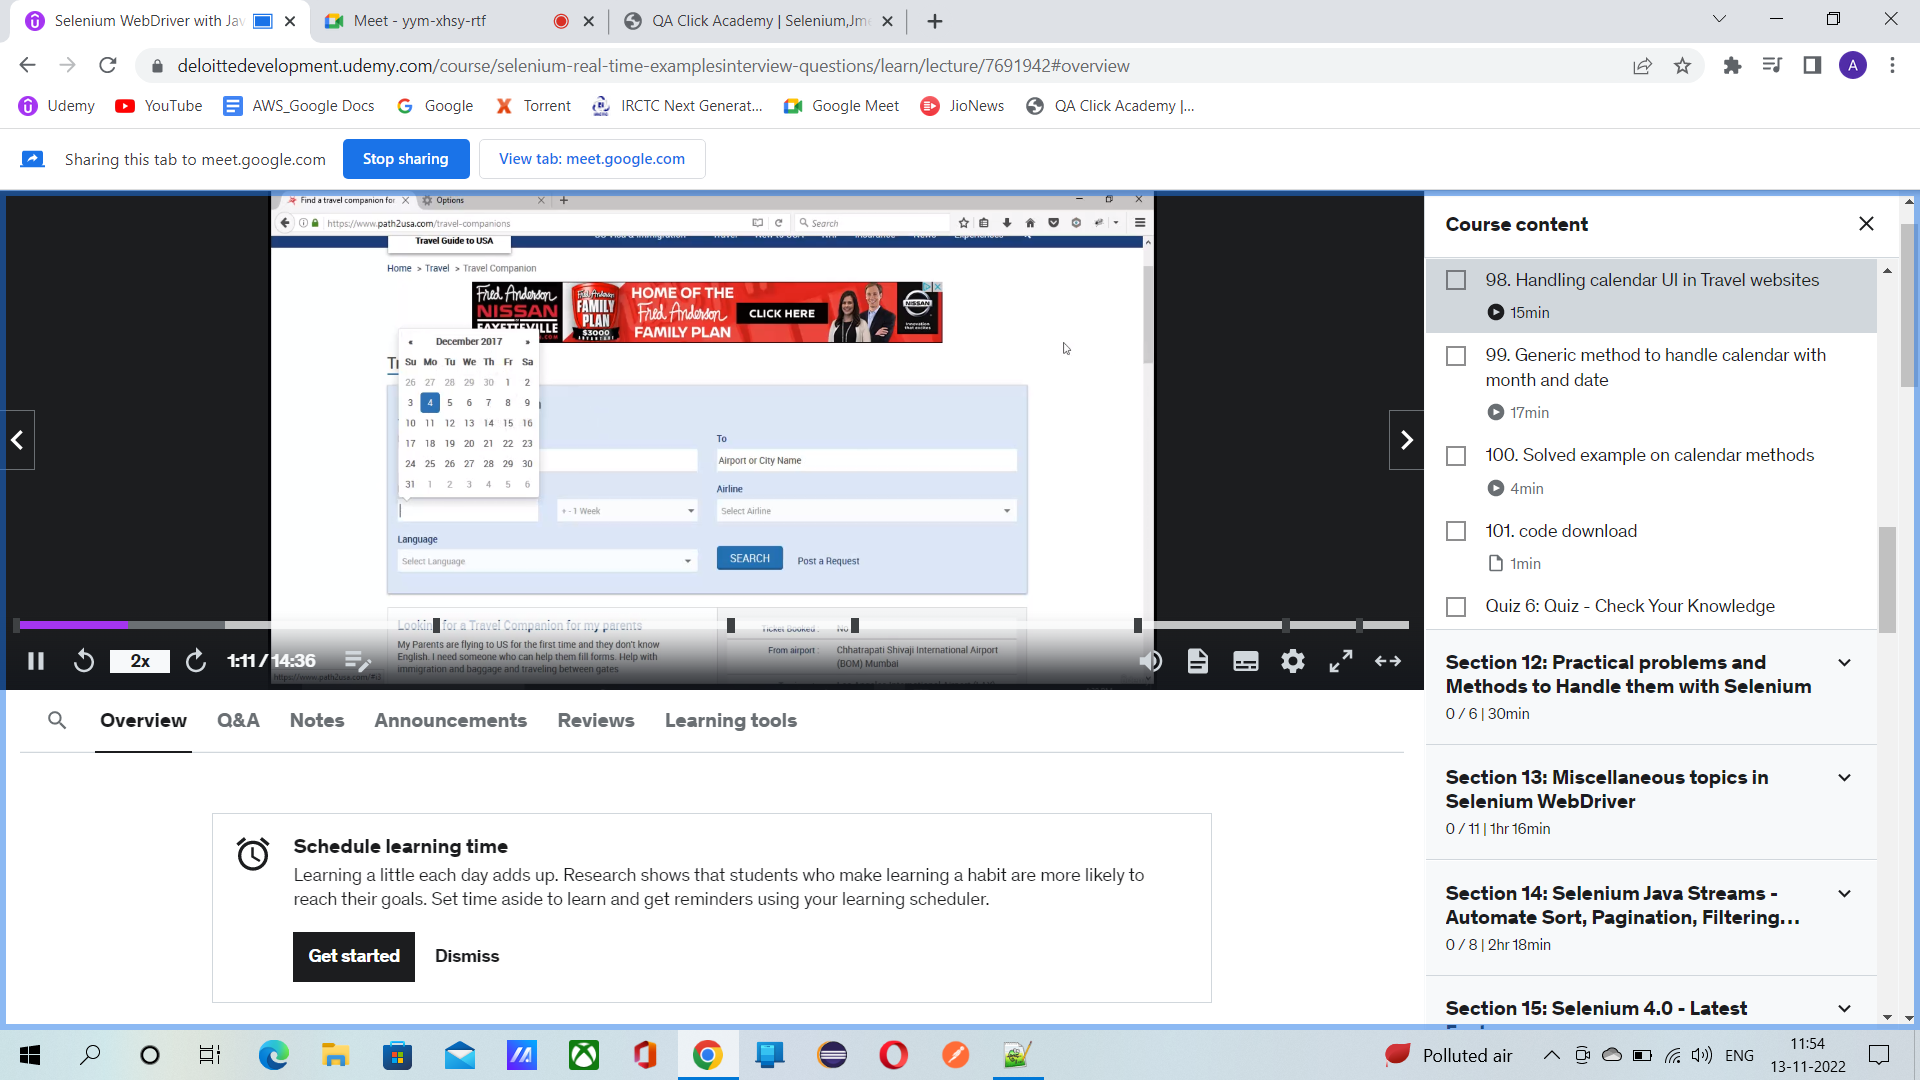 Selenium WebDriver with Jav
Meet - yym-xhsy-rtf
QA Click Academy | Selenium,Jm
deloittedevelopment.udemy.com/course/selenium-real-time-examplesinterview-questions/learn/lecture/7691942#overview
A
Udemy
YouTube
AWS_Google Docs
Google
Torrent
IRCTC Next Generat...
Google Meet
JioNews
QA Click Academy |...
Sharing this tab to meet.google.com
Stop sharing
View tab: meet.google.com
Find a travel companion for
Options
https://www.path2usa.com/travel-companions
Search
Travel Guide to USA
Home > Travel > Travel Companion
Fred Anderson
NISSAN
FAYETTEVILLE
Fred Anderson
FAMILY
PLAN
$3000
HOME OF THE
Fred Anderson
FAMILY PLAN
CLICK HERE
NISSAN
« December 2017 »
Su Mo Tu We Th Fr Sa
26 27 28 29 30 1 2
3 4 5 6 7 8 9
10 11 12 13 14 15 16
17 18 19 20 21 22 23
24 25 26 27 28 29 30
31 1 2 3 4 5 6
To
Airport or City Name
Airline
+ - 1 Week
Select Airline
Language
Select Language
SEARCH
Post a Request
Looking for a Travel Companion for my parents
My Parents are flying to US for the first time and they don't know
English. I need someone who can help them fill forms. Help with
immigration and baggage and traveling between gates
Ticket Booked : No
From airport : Chhatrapati Shivaji International Airport
(BOM) Mumbai
2x
1:11 / 14:36
Overview
Q&A
Notes
Announcements
Reviews
Learning tools
Schedule learning time
Learning a little each day adds up. Research shows that students who make learning a habit are more likely to
reach their goals. Set time aside to learn and get reminders using your learning scheduler.
Get started
Dismiss
Course content
98. Handling calendar UI in Travel websites
15min
99. Generic method to handle calendar with
month and date
17min
100. Solved example on calendar methods
4min
101. code download
1min
Quiz 6: Quiz - Check Your Knowledge
Section 12: Practical problems and
Methods to Handle them with Selenium
0 / 6 | 30min
Section 13: Miscellaneous topics in
Selenium WebDriver
0 / 11 | 1hr 16min
Section 14: Selenium Java Streams -
Automate Sort, Pagination, Filtering...
0 / 8 | 2hr 18min
Section 15: Selenium 4.0 - Latest
Polluted air
ENG
11:54
13-11-2022